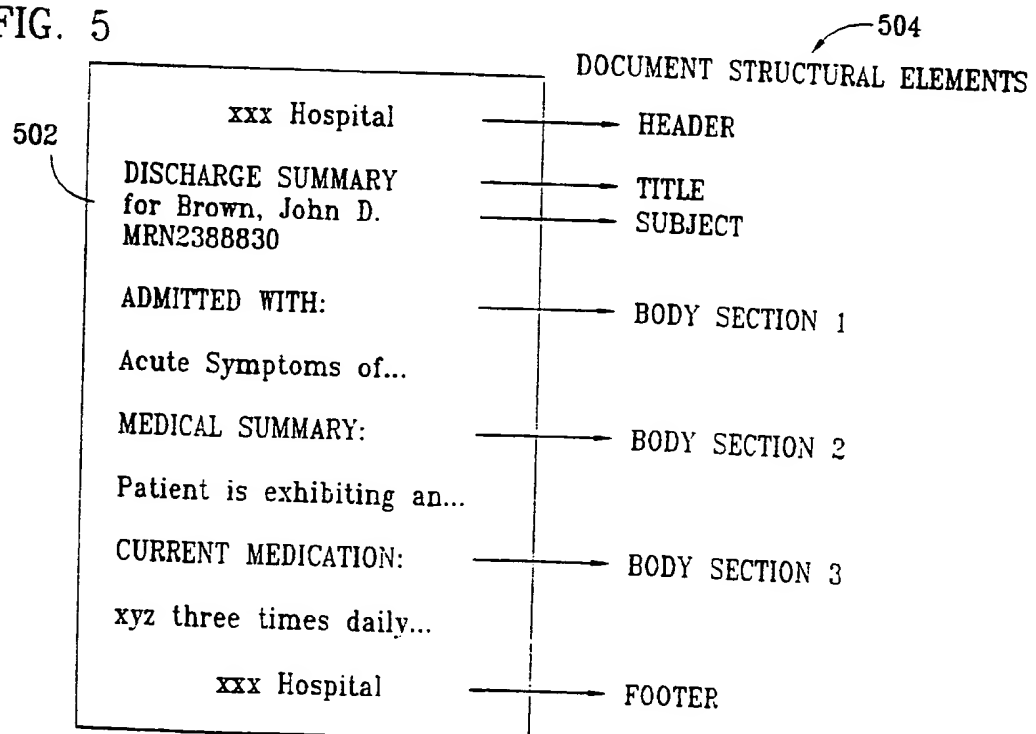 FIG. 5
504
DOCUMENT STRUCTURAL ELEMENTS
502
xxx Hospital HEADER
DISCHARGE SUMMARY TITLE
for Brown, John D. SUBJECT
MRN2388830
ADMITTED WITH: BODY SECTION 1
Acute Symptoms of...
MEDICAL SUMMARY: BODY SECTION 2
Patient is exhibiting an...
CURRENT MEDICATION: BODY SECTION 3
xyz three times daily...
xxx Hospital FOOTER